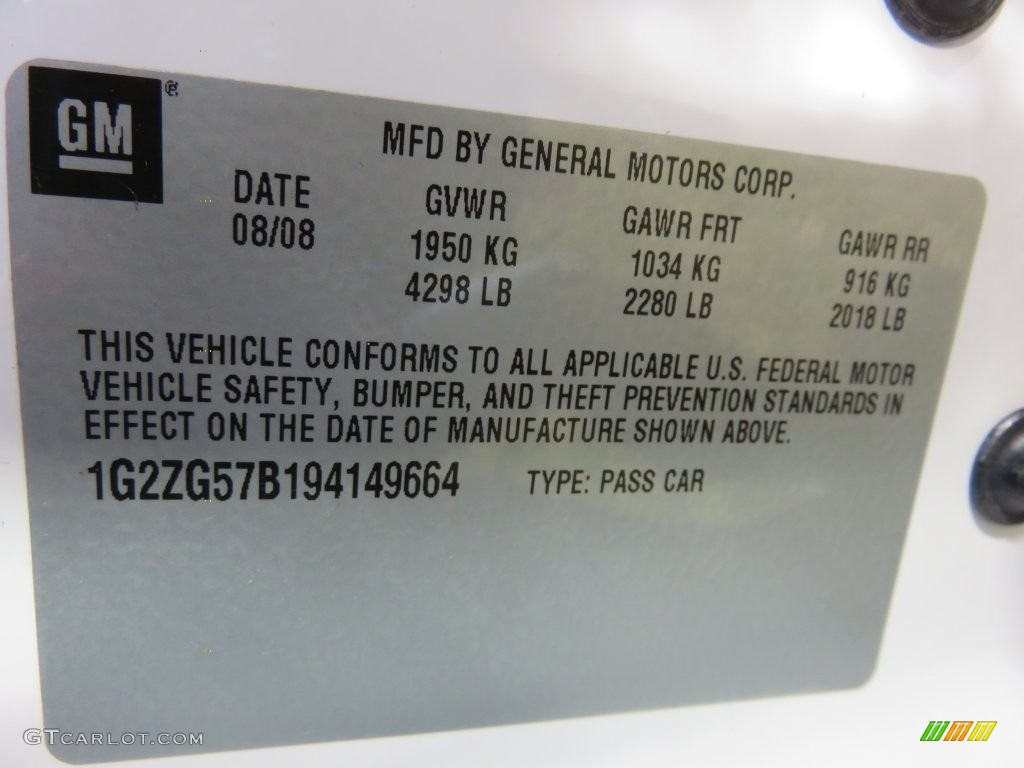 GM®
MFD BY GENERAL MOTORS CORP.
DATE GVWR GAWR FRT GAWR RR
08/08 1950 KG 1034 KG 916 KG
4298 LB 2280 LB 2018 LB
THIS VEHICLE CONFORMS TO ALL APPLICABLE U.S. FEDERAL MOTOR
VEHICLE SAFETY, BUMPER, AND THEFT PREVENTION STANDARDS IN
EFFECT ON THE DATE OF MANUFACTURE SHOWN ABOVE.
1G2ZG57B194149664 TYPE: PASS CAR
GTCARLOT.COM